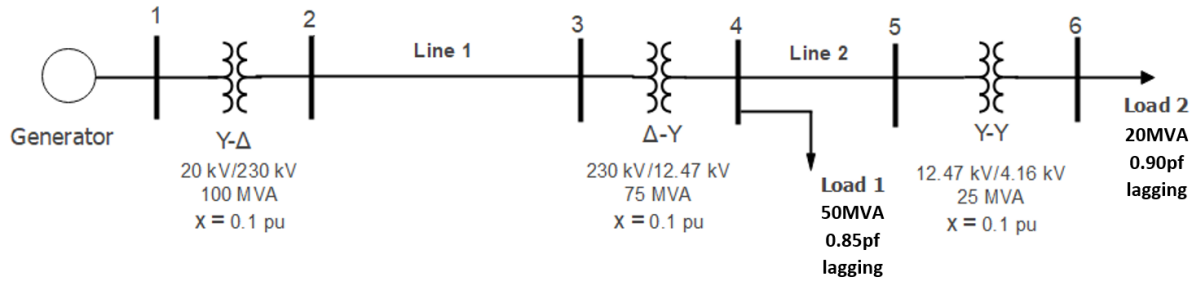 1
2
3
4
5
6
Line 1
Line 2
Generator
Y-Δ
20 kV/230 kV
100 MVA
x = 0.1 pu
Δ-Y
230 kV/12.47 kV
75 MVA
x = 0.1 pu
Load 1
50MVA
0.85pf
lagging
Y-Y
12.47 kV/4.16 kV
25 MVA
x = 0.1 pu
Load 2
20MVA
0.90pf
lagging